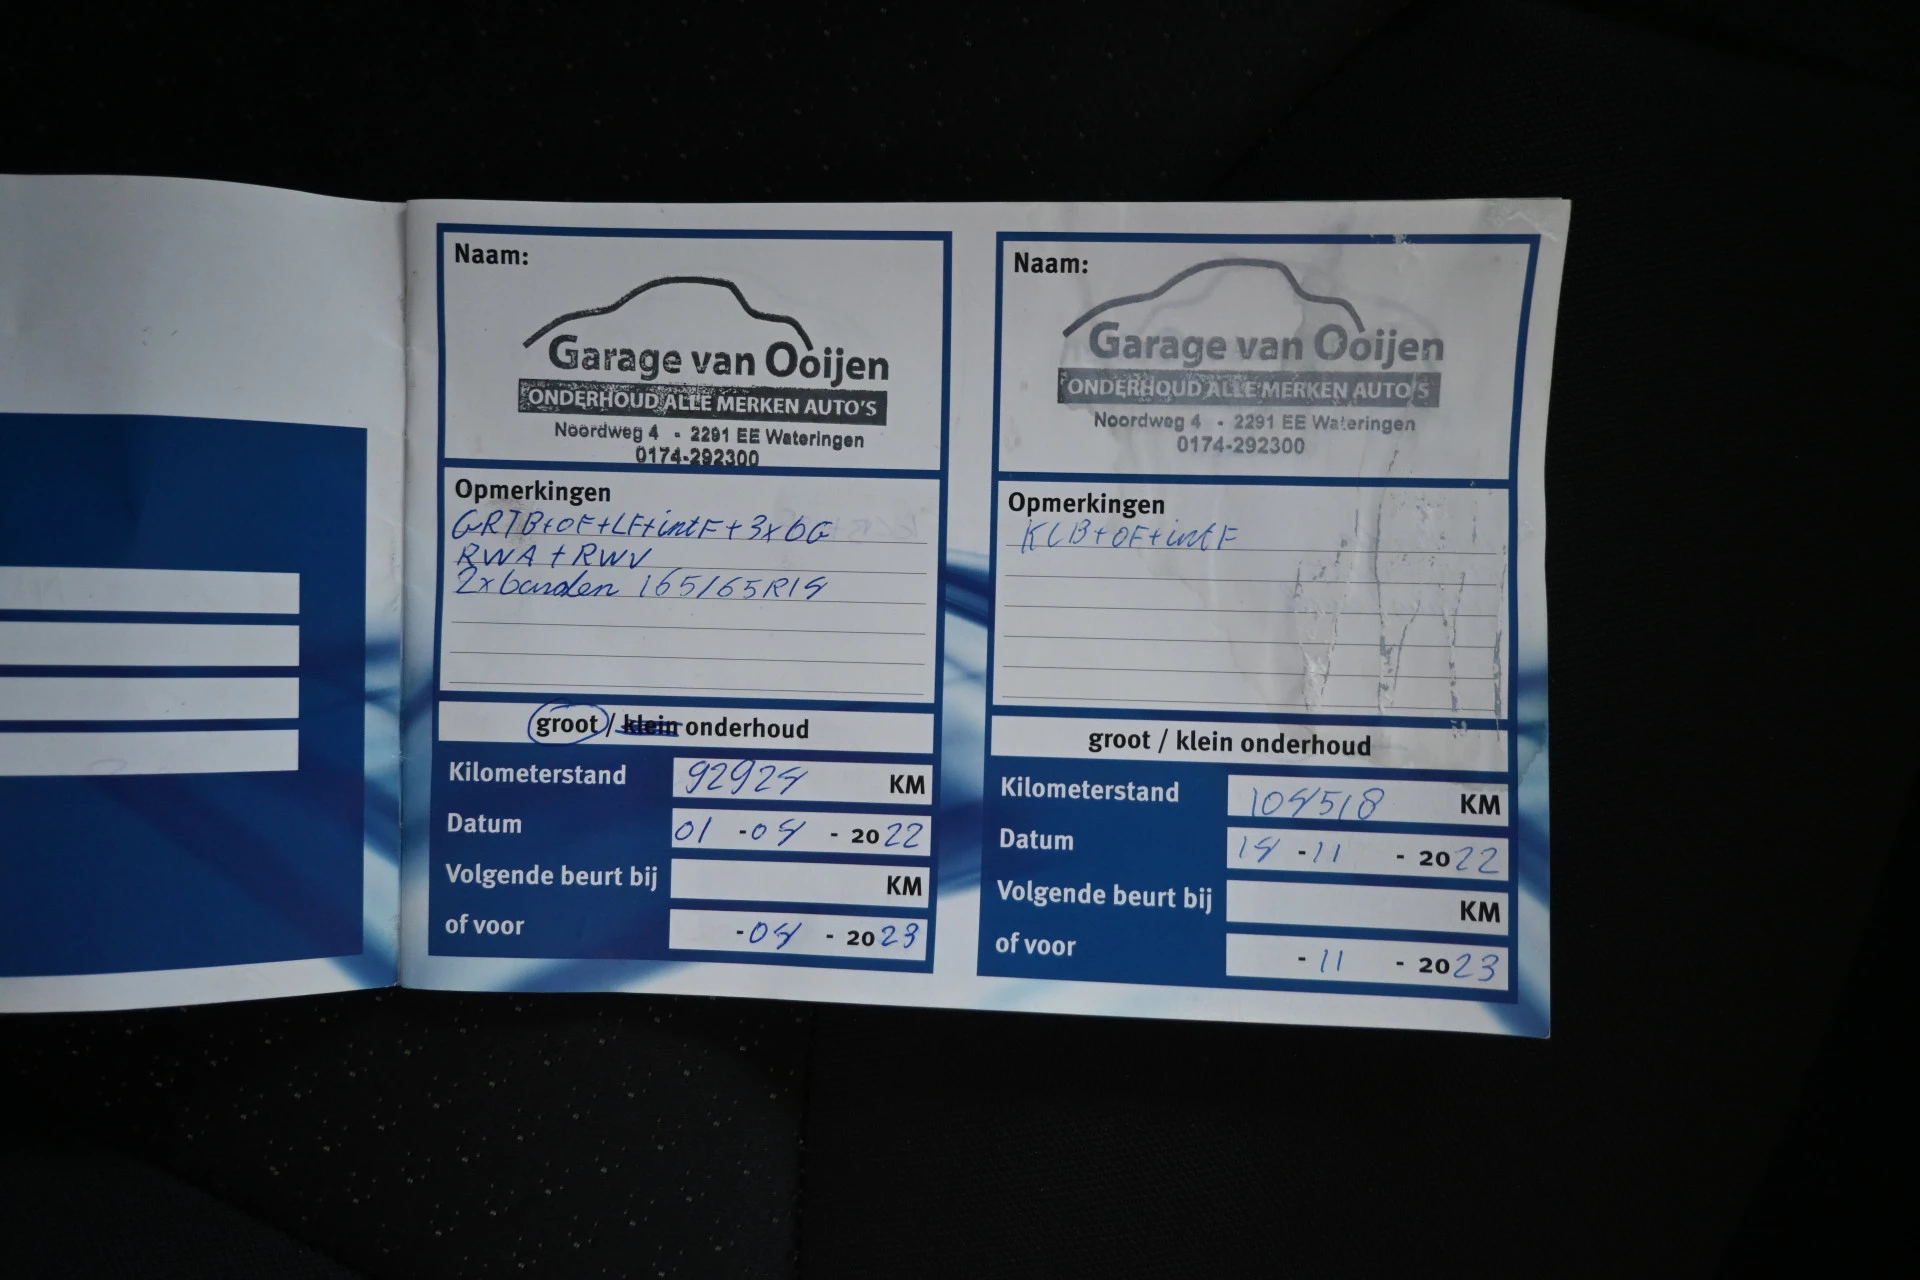 Naam:
Garage van Ooijen
ONDERHOUD ALLE MERKEN AUTO'S
Noordweg 4 - 2291 EE Wateringen
0174-292300
Opmerkingen
GRTB+OF+LF+intF+3xBG
RWA + RWV
2x banden 165/65R14
groot / klein onderhoud
Kilometerstand 92924 KM
Datum 01 - 04 - 2022
Volgende beurt bij KM
of voor - 04 - 2023
Naam:
Garage van Ooijen
ONDERHOUD ALLE MERKEN AUTO'S
Noordweg 4 - 2291 EE Wateringen
0174-292300
Opmerkingen
KLB+OF+intF
groot / klein onderhoud
Kilometerstand 104518 KM
Datum 14 - 11 - 2022
Volgende beurt bij KM
of voor - 11 - 2023